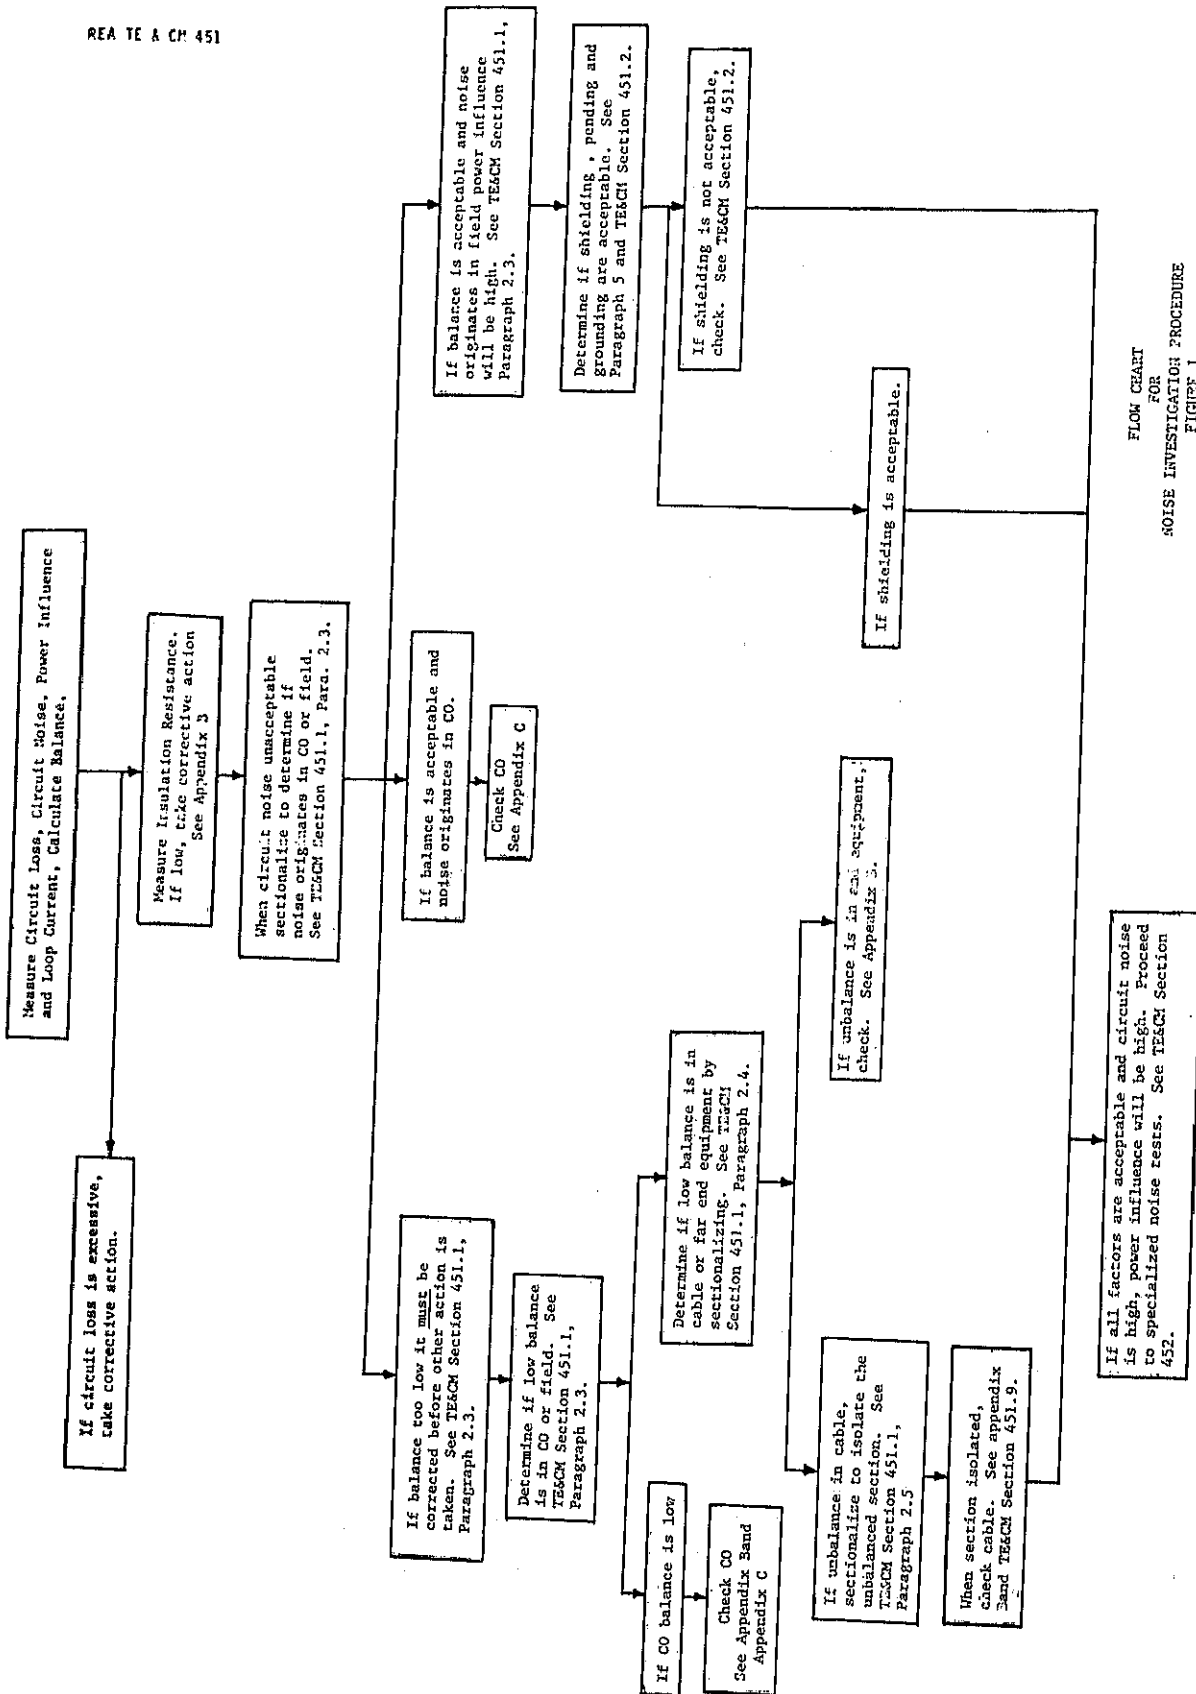 REA TE & CM 451
Measure Circuit Loss, Circuit Noise, Power Influence
and Loop Current, Calculate Balance.
If circuit loss is excessive,
take corrective action.
Measure Insulation Resistance.
If low, take corrective action
See Appendix B
When circuit noise unacceptable
sectionalize to determine if
noise originates in CO or field.
See TE&CM Section 451.1, Para. 2.3.
If balance too low it must be
corrected before other action is
taken. See TE&CM Section 451.1,
Paragraph 2.3.
Determine if low balance
is in CO or field. See
TE&CM Section 451.1,
Paragraph 2.3.
If CO balance is low
Check CO
See Appendix Band
Appendix C
Determine if low balance is in
cable or far end equipment by
sectionalizing. See TE&CM
Section 451.1, Paragraph 2.4.
If unbalance in cable,
sectionalize to isolate the
unbalanced section. See
TE&CM Section 451.1,
Paragraph 2.5
When section isolated,
check cable. See appendix
Band TE&CM Section 451.9.
If unbalance is in end equipment,
check. See Appendix
If balance is acceptable and
noise originates in CO.
Check CO
See Appendix C
If balance is acceptable and noise
originates in field power influence
will be high. See TE&CM Section 451.1,
Paragraph 2.3.
Determine if shielding , pending and
grounding are acceptable. See
Paragraph 5 and TE&CM Section 451.2.
If shielding is not acceptable,
check. See TE&CM Section 451.2.
If shielding is acceptable.
If all factors are acceptable and circuit noise
is high, power influence will be high. Proceed
to specialized noise rests. See TE&CM Section
452.
FLOW CHART
FOR
NOISE INVESTIGATION PROCEDURE
FIGURE 1